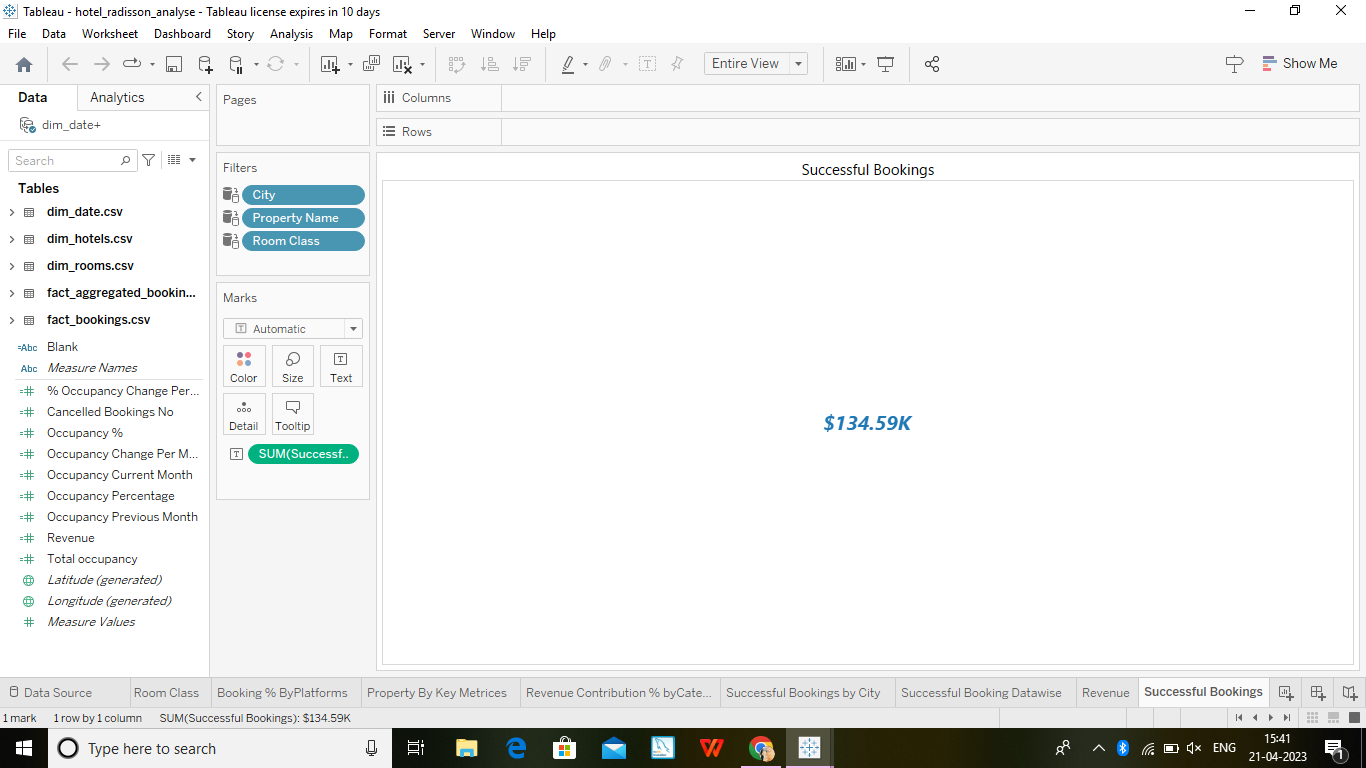 Tableau - hotel_radisson_analyse - Tableau license expires in 10 days
File Data Worksheet Dashboard Story Analysis Map Format Server Window Help
Entire View
Show Me
Data Analytics
dim_date+
Search
Tables
dim_date.csv
dim_hotels.csv
dim_rooms.csv
fact_aggregated_bookin...
fact_bookings.csv
=Abc Blank
Abc Measure Names
% Occupancy Change Per...
Cancelled Bookings No
Occupancy %
Occupancy Change Per M...
Occupancy Current Month
Occupancy Percentage
Occupancy Previous Month
Revenue
Total occupancy
Latitude (generated)
Longitude (generated)
Measure Values
Pages
Filters
City
Property Name
Room Class
Marks
T Automatic
Color Size Text
Detail Tooltip
T SUM(Successf..
Columns
Rows
Successful Bookings
$134.59K
Data Source Room Class Booking % ByPlatforms Property By Key Metrices Revenue Contribution % byCate... Successful Bookings by City Successful Booking Datawise Revenue Successful Bookings
1 mark 1 row by 1 column SUM(Successful Bookings): $134.59K
Type here to search
ENG
15:41
21-04-2023
1